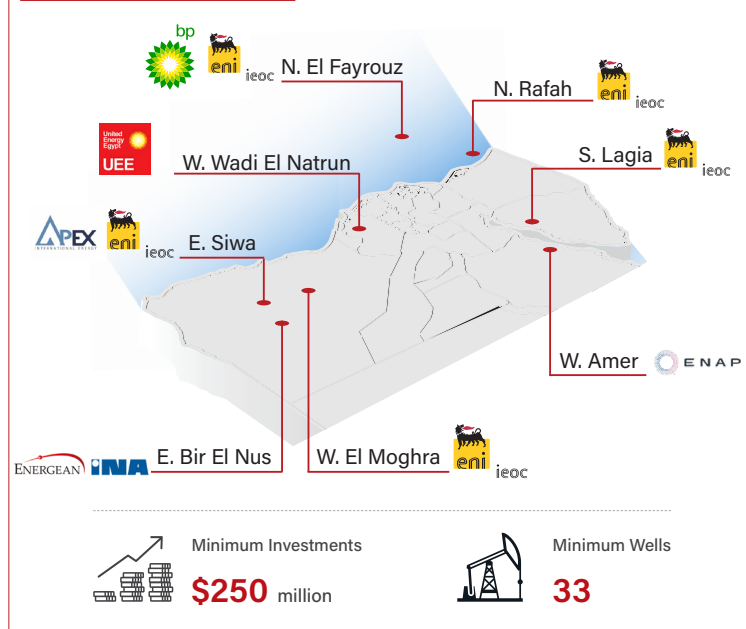 bp
eni
ieoc
N. El Fayrouz
eni
ieoc
N. Rafah
United
Energy
Egypt
UEE
W. Wadi El Natrun
S. Lagia
eni
ieoc
APEX
INTERNATIONAL ENERGY
eni
ieoc
E. Siwa
W. Amer
ENAP
ENERGEAN
INA
E. Bir El Nus
W. El Moghra
eni
ieoc
Minimum Investments
$250 million
Minimum Wells
33